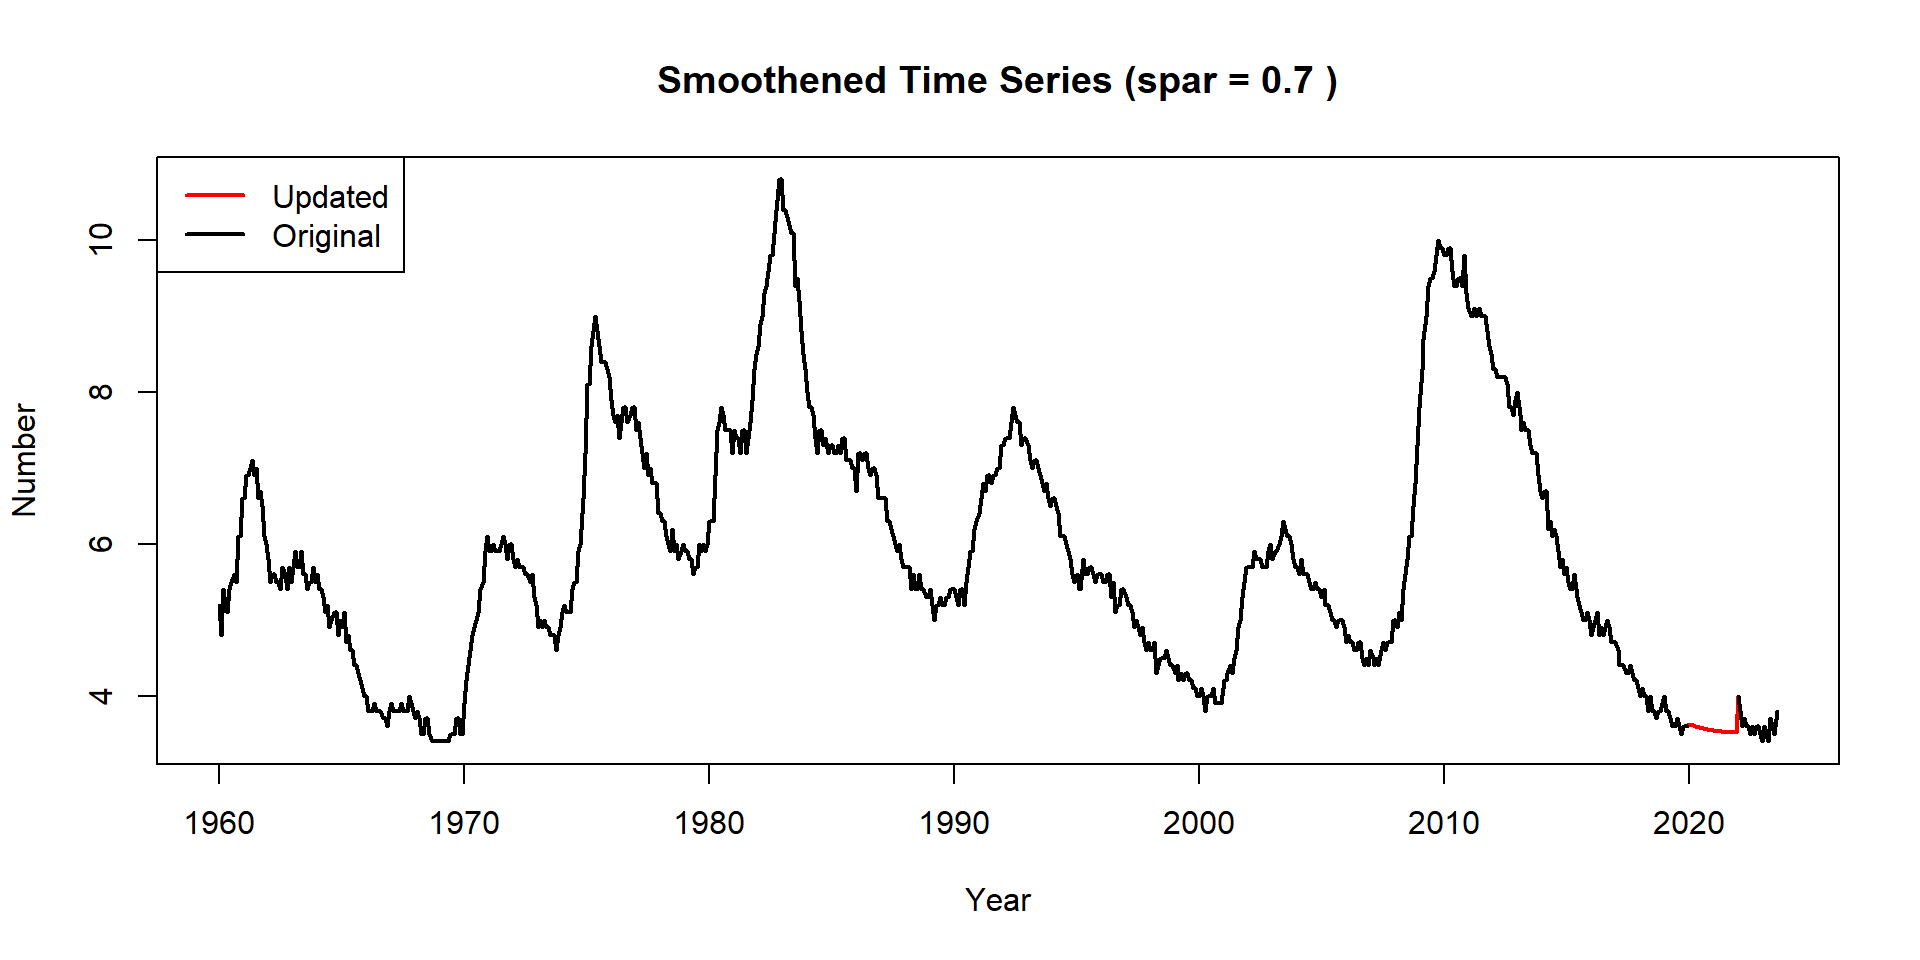 Smoothened Time Series (spar = 0.7 )
Updated
Original
10
8
6
4
Number
1960 1970 1980 1990 2000 2010 2020
Year